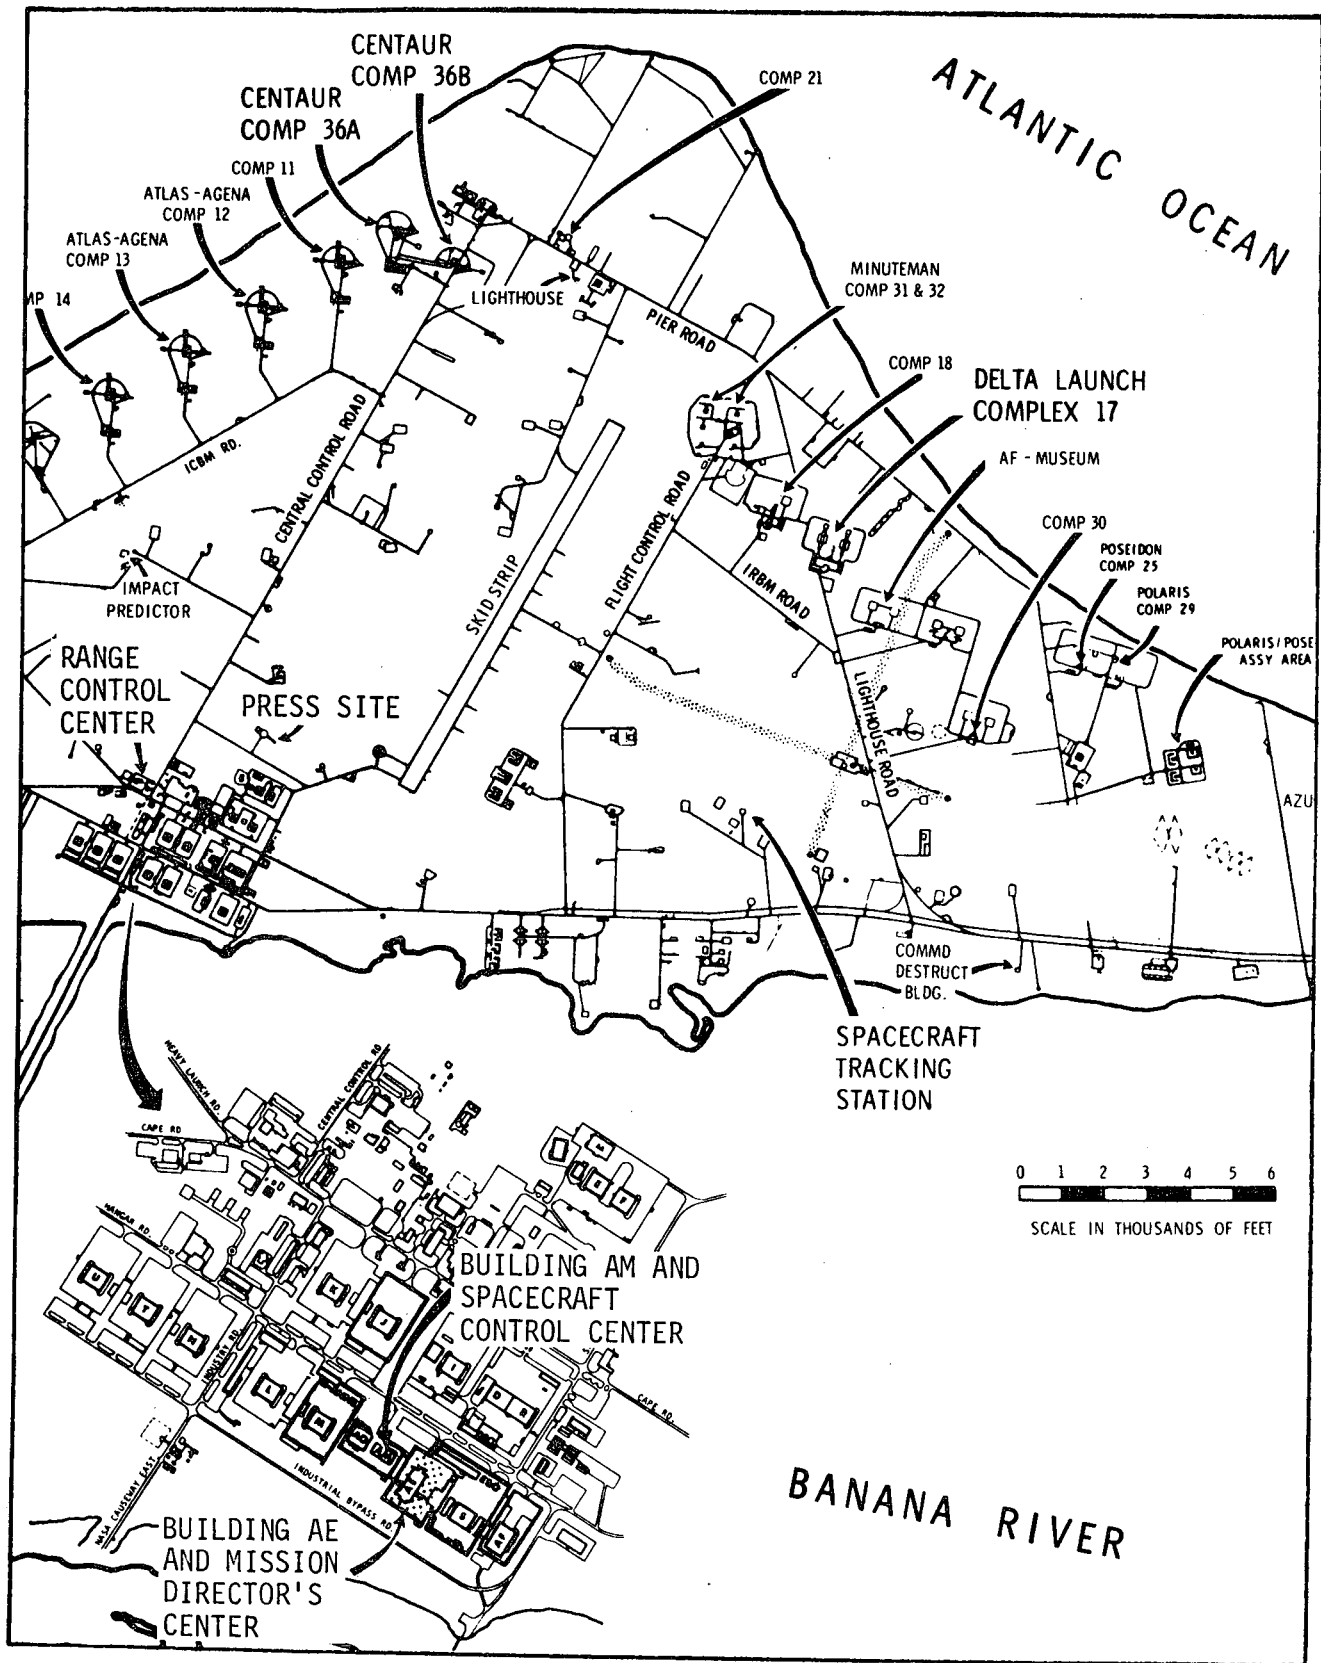 ATLANTIC
OCEAN
CENTAUR
COMP 36B
CENTAUR
COMP 36A
COMP 21
COMP 11
ATLAS-AGENA
COMP 12
ATLAS-AGENA
COMP 13
MP 14
LIGHTHOUSE
PIER ROAD
MINUTEMAN
COMP 31 & 32
COMP 18
DELTA LAUNCH
COMPLEX 17
AF - MUSEUM
COMP 30
POSEIDON
COMP 25
POLARIS
COMP 29
POLARIS/POSE
ASSY AREA
ICBM RD.
CENTRAL CONTROL ROAD
SKID STRIP
FLIGHT CONTROL ROAD
IRBM ROAD
LIGHTHOUSE ROAD
IMPACT
PREDICTOR
RANGE
CONTROL
CENTER
PRESS SITE
AZU
COMMD
DESTRUCT
BLDG.
SPACECRAFT
TRACKING
STATION
0 1 2 3 4 5 6
SCALE IN THOUSANDS OF FEET
HEAVY LAUNCH RD.
CENTRAL CONTROL RD
CAPE RD
HANGAR RD.
INDUSTRY RD.
BUILDING AM AND
SPACECRAFT
CONTROL CENTER
CAPE RD.
INDUSTRIAL BYPASS RD.
NASA CAUSEWAY EAST
BUILDING AE
AND MISSION
DIRECTOR'S
CENTER
BANANA RIVER